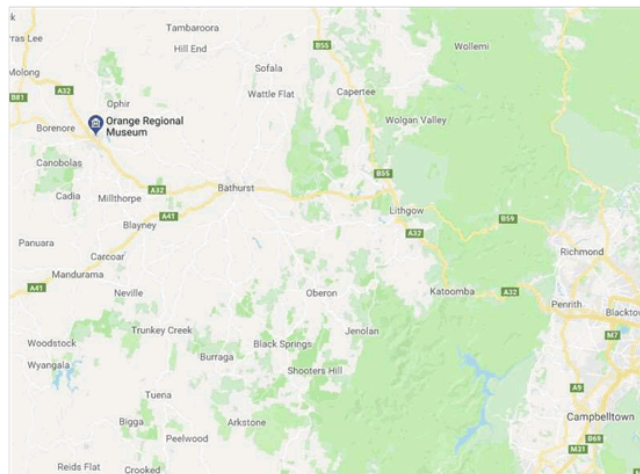 Tambaroora
B55
Wollemi
ras Lee
Hill End
Molong
Sofala
A32
Wattle Flat
Capertee
B81
Ophir
Orange Regional
Museum
Wolgan Valley
Borenore
Canobolas
B55
Cadia
Millthorpe
A32
Bathurst
Lithgow
Blayney
A41
A32
B59
Panuara
Carcoar
Richmond
Mandurama
A41
Neville
Oberon
Katoomba
A32
Penrith
Blackto
Trunkey Creek
Jenolan
M7
Woodstock
Black Springs
Wyangala
Burraga
Shooters Hill
Tuena
A9
Bigga
Arkstone
Campbelltown
Peelwood
B69
M31
Reids Flat
Crooked